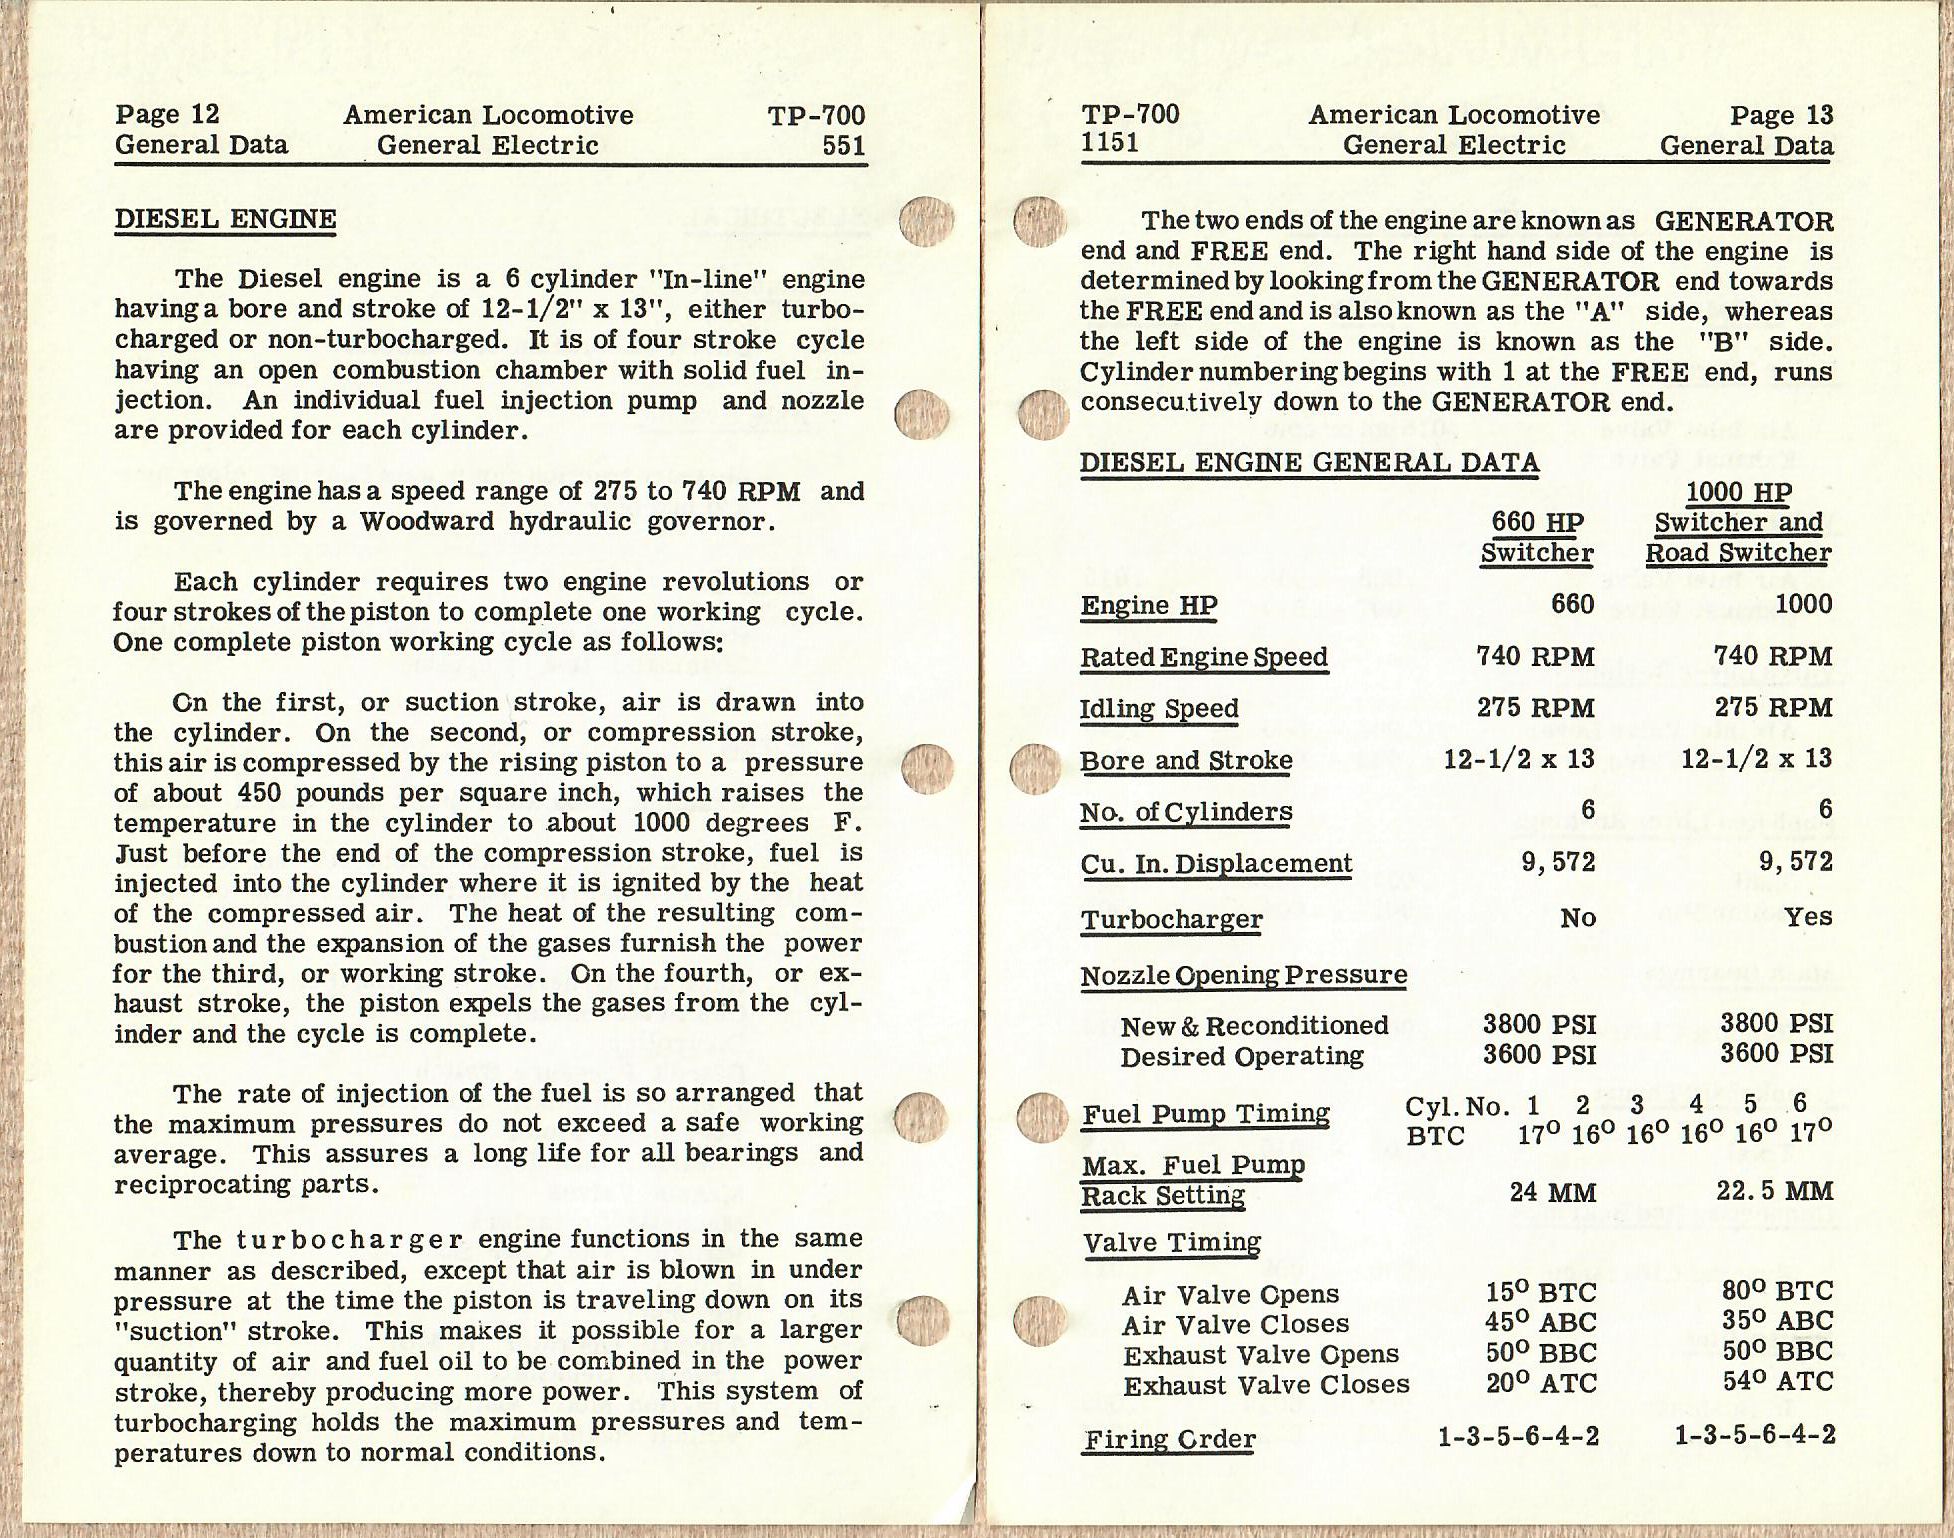 Page 12 American Locomotive TP-700
General Data General Electric 551
DIESEL ENGINE
The Diesel engine is a 6 cylinder "In-line" engine
having a bore and stroke of 12-1/2" x 13", either turbo-
charged or non-turbocharged. It is of four stroke cycle
having an open combustion chamber with solid fuel in-
jection. An individual fuel injection pump and nozzle
are provided for each cylinder.
The engine has a speed range of 275 to 740 RPM and
is governed by a Woodward hydraulic governor.
Each cylinder requires two engine revolutions or
four strokes of the piston to complete one working cycle.
One complete piston working cycle as follows:
On the first, or suction stroke, air is drawn into
the cylinder. On the second, or compression stroke,
this air is compressed by the rising piston to a pressure
of about 450 pounds per square inch, which raises the
temperature in the cylinder to about 1000 degrees F.
Just before the end of the compression stroke, fuel is
injected into the cylinder where it is ignited by the heat
of the compressed air. The heat of the resulting com-
bustion and the expansion of the gases furnish the power
for the third, or working stroke. On the fourth, or ex-
haust stroke, the piston expels the gases from the cyl-
inder and the cycle is complete.
The rate of injection of the fuel is so arranged that
the maximum pressures do not exceed a safe working
average. This assures a long life for all bearings and
reciprocating parts.
The turbocharger engine functions in the same
manner as described, except that air is blown in under
pressure at the time the piston is traveling down on its
"suction" stroke. This makes it possible for a larger
quantity of air and fuel oil to be combined in the power
stroke, thereby producing more power. This system of
turbocharging holds the maximum pressures and tem-
peratures down to normal conditions.
TP-700 American Locomotive Page 13
1151 General Electric General Data
The two ends of the engine are known as GENERATOR
end and FREE end. The right hand side of the engine is
determined by looking from the GENERATOR end towards
the FREE end and is also known as the "A" side, whereas
the left side of the engine is known as the "B" side.
Cylinder numbering begins with 1 at the FREE end, runs
consecutively down to the GENERATOR end.
DIESEL ENGINE GENERAL DATA
1000 HP
660 HP Switcher and
Switcher Road Switcher
Engine HP 660 1000
Rated Engine Speed 740 RPM 740 RPM
Idling Speed 275 RPM 275 RPM
Bore and Stroke 12-1/2 x 13 12-1/2 x 13
No. of Cylinders 6 6
Cu. In. Displacement 9,572 9,572
Turbocharger No Yes
Nozzle Opening Pressure
New & Reconditioned 3800 PSI 3800 PSI
Desired Operating 3600 PSI 3600 PSI
Fuel Pump Timing Cyl. No. 1 2 3 4 5 6
BTC 17° 16° 16° 16° 16° 17°
Max. Fuel Pump
Rack Setting 24 MM 22.5 MM
Valve Timing
Air Valve Opens 15° BTC 80° BTC
Air Valve Closes 45° ABC 35° ABC
Exhaust Valve Opens 50° BBC 50° BBC
Exhaust Valve Closes 20° ATC 54° ATC
Firing Order 1-3-5-6-4-2 1-3-5-6-4-2